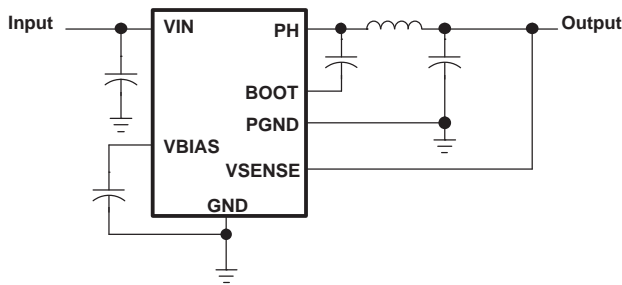 Input
VIN
PH
Output
BOOT
PGND
VBIAS
VSENSE
GND